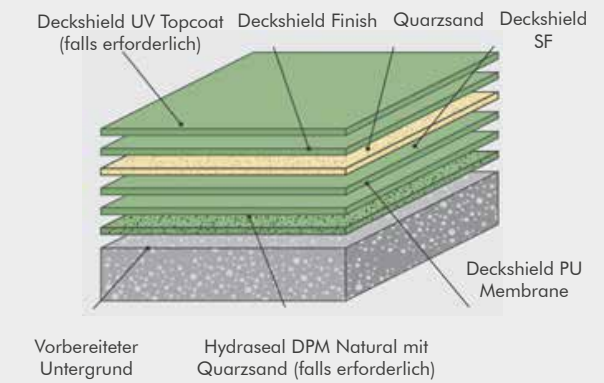 Deckshield UV Topcoat
(falls erforderlich)
Deckshield Finish
Quarzsand
Deckshield
SF
Deckshield PU
Membrane
Vorbereiteter
Untergrund
Hydraseal DPM Natural mit
Quarzsand (falls erforderlich)